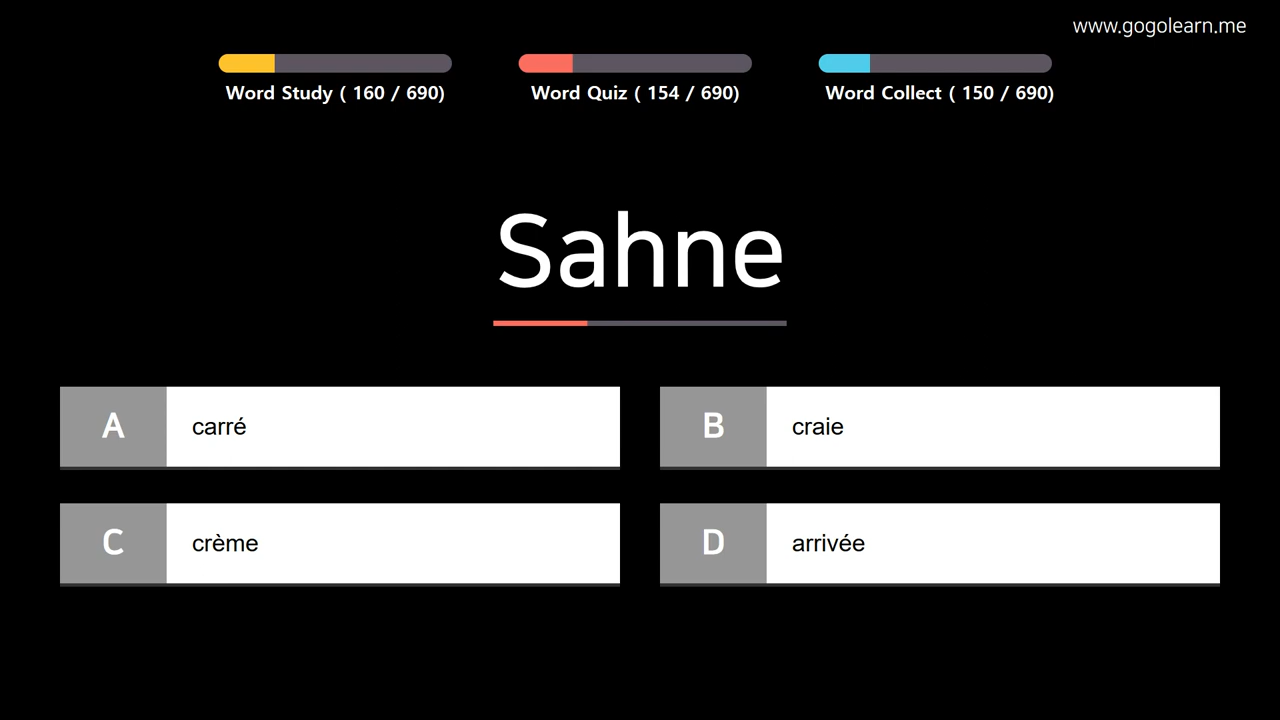 www.gogolearn.me
Word Study ( 160 / 690)
Word Quiz ( 154 / 690)
Word Collect ( 150 / 690)
Sahne
A carré
B craie
C crème
D arrivée